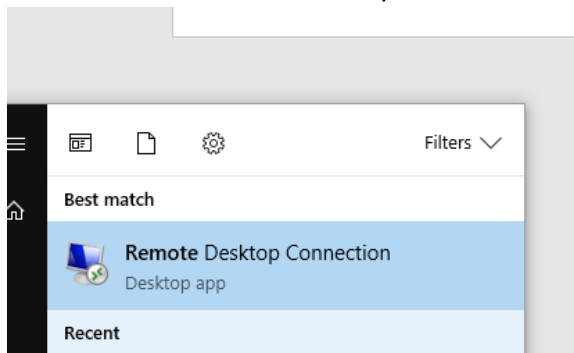 Filters
Best match
Remote Desktop Connection
Desktop app
Recent